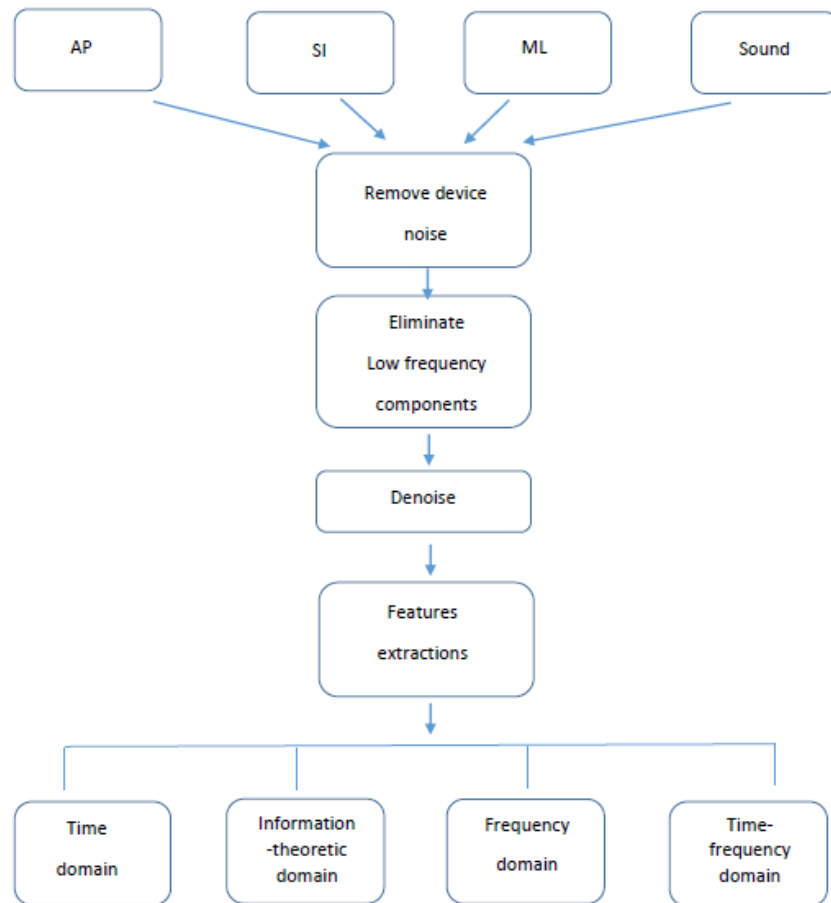 AP
SI
ML
Sound
Remove device
noise
Eliminate
Low frequency
components
Denoise
Features
extractions
Time
domain
Information
-theoretic
domain
Frequency
domain
Time-
frequency
domain